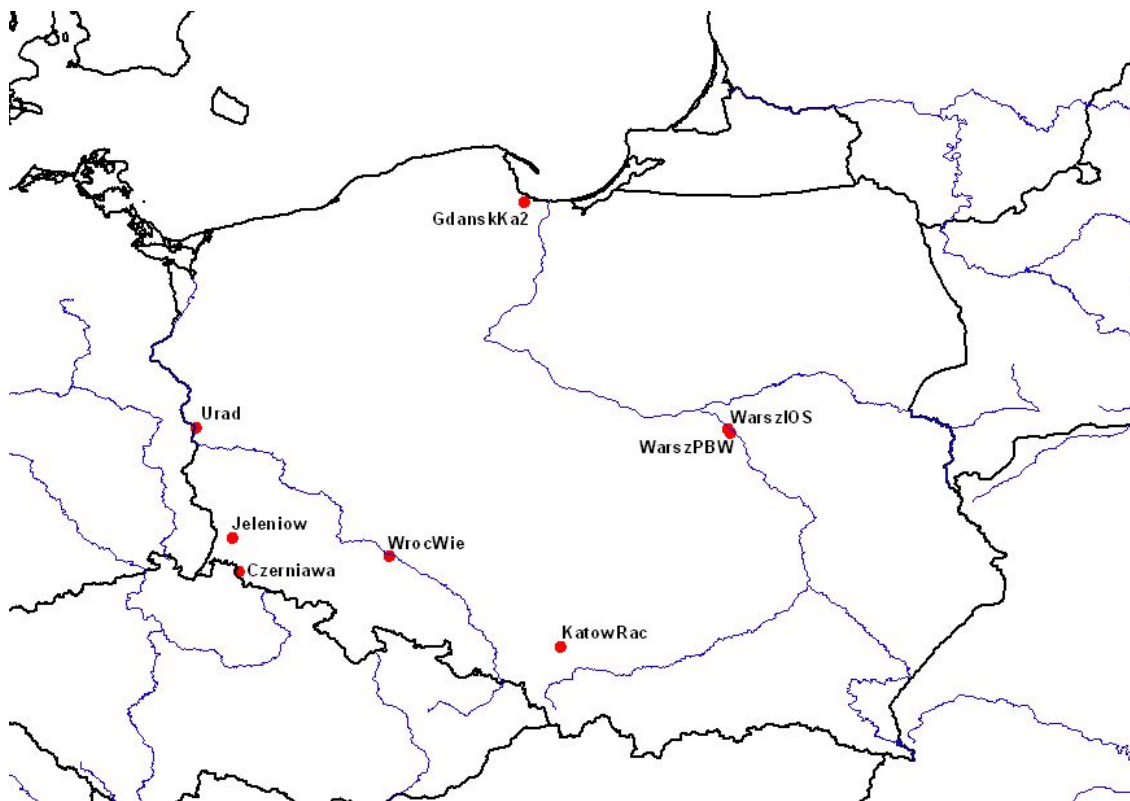 GdanskKa2
Urad
WarszIOS
WarszPBW
Jeleniow
WrocWie
Czerniawa
KatowRac